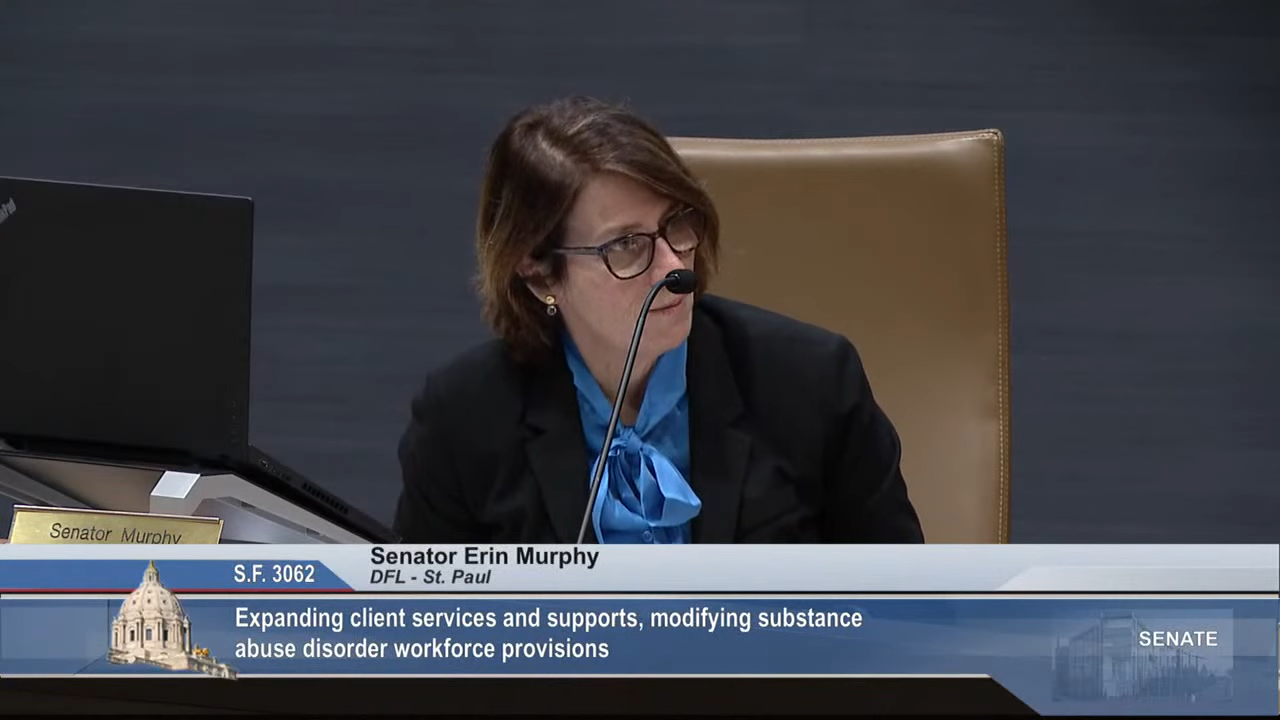 Senator Murphy
S.F. 3062
Senator Erin Murphy
DFL - St. Paul
Expanding client services and supports, modifying substance
abuse disorder workforce provisions
SENATE